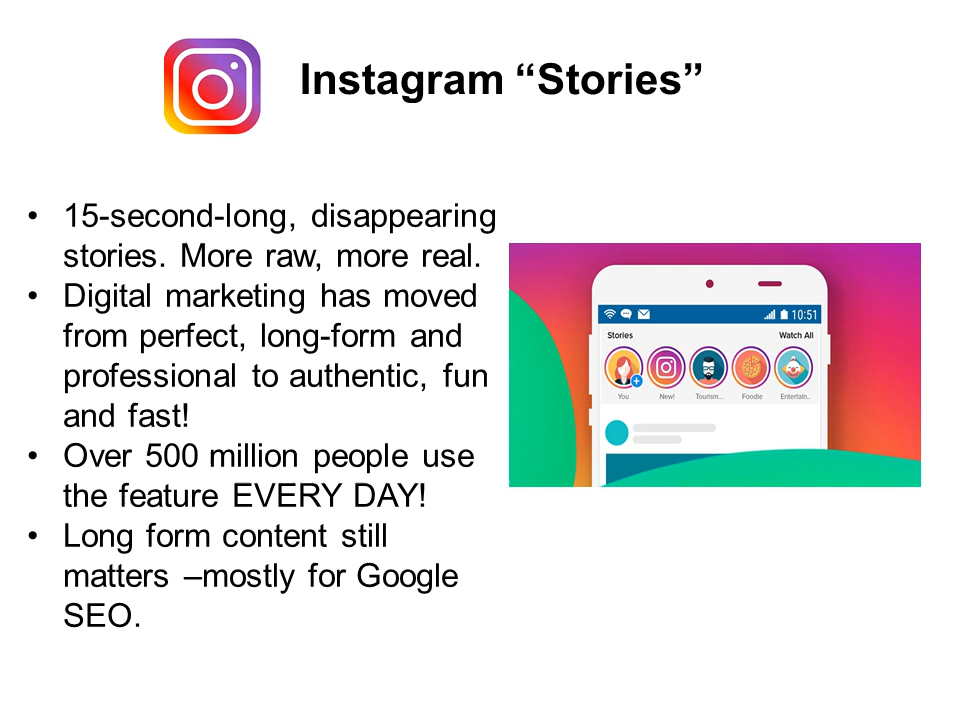 Instagram “Stories”
• 15-second-long, disappearing
stories. More raw, more real.
• Digital marketing has moved
from perfect, long-form and
professional to authentic, fun
and fast!
• Over 500 million people use
the feature EVERY DAY!
• Long form content still
matters –mostly for Google
SEO.
10:51
Stories Watch All
You New! Tourism... Foodie Entertain..